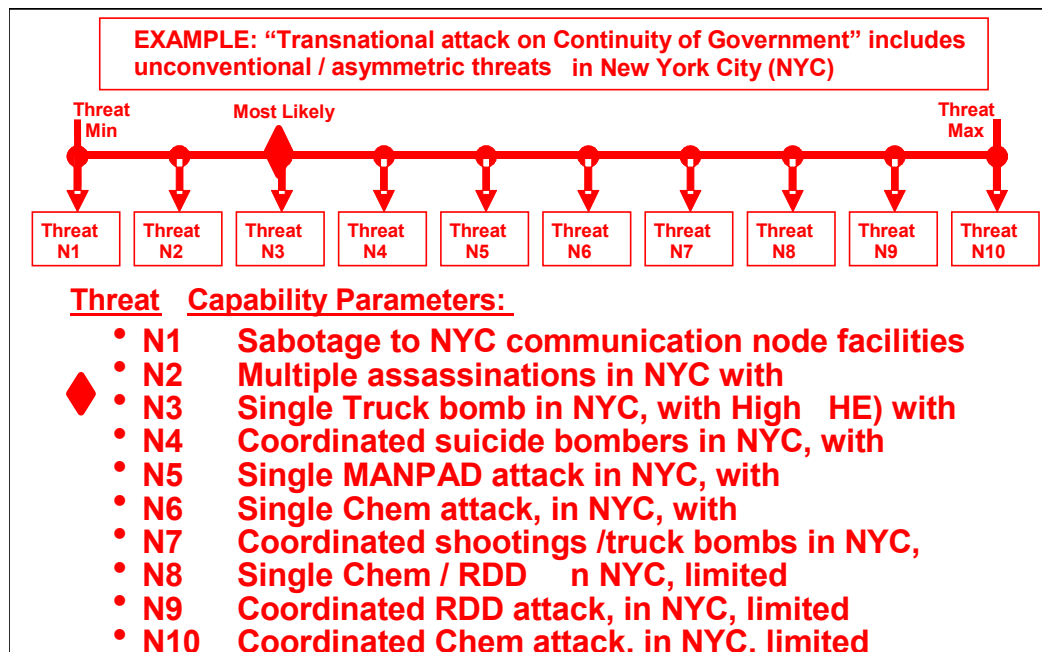 EXAMPLE: “Transnational attack on Continuity of Government” includes
unconventional / asymmetric threats in New York City (NYC)
Threat Min
Most Likely
Threat Max
Threat N1
Threat N2
Threat N3
Threat N4
Threat N5
Threat N6
Threat N7
Threat N8
Threat N9
Threat N10
Threat Capability Parameters:
• N1 Sabotage to NYC communication node facilities
• N2 Multiple assassinations in NYC with
• N3 Single Truck bomb in NYC, with High HE) with
• N4 Coordinated suicide bombers in NYC, with
• N5 Single MANPAD attack in NYC, with
• N6 Single Chem attack, in NYC, with
• N7 Coordinated shootings /truck bombs in NYC,
• N8 Single Chem / RDD n NYC, limited
• N9 Coordinated RDD attack, in NYC, limited
• N10 Coordinated Chem attack, in NYC, limited